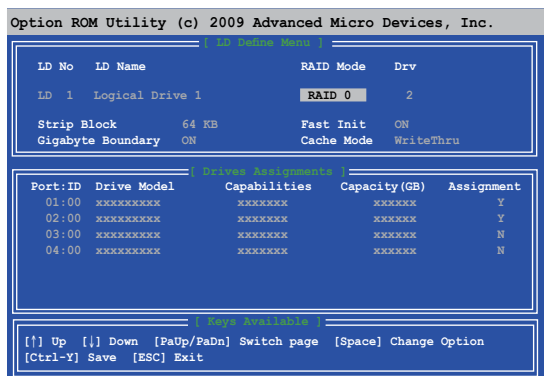 Option ROM Utility (c) 2009 Advanced Micro Devices, Inc.
[ LD Define Menu ]
LD No LD Name RAID Mode Drv
LD 1 Logical Drive 1 RAID 0 2
Strip Block 64 KB Fast Init ON
Gigabyte Boundary ON Cache Mode WriteThru
[ Drives Assignments ]
Port:ID Drive Model Capabilities Capacity(GB) Assignment
01:00 xxxxxxxxx xxxxxxx xxxxxx Y
02:00 xxxxxxxxx xxxxxxx xxxxxx Y
03:00 xxxxxxxxx xxxxxxx xxxxxx N
04:00 xxxxxxxxx xxxxxxx xxxxxx N
[ Keys Available ]
[↑] Up [↓] Down [PaUp/PaDn] Switch page [Space] Change Option
[Ctrl-Y] Save [ESC] Exit